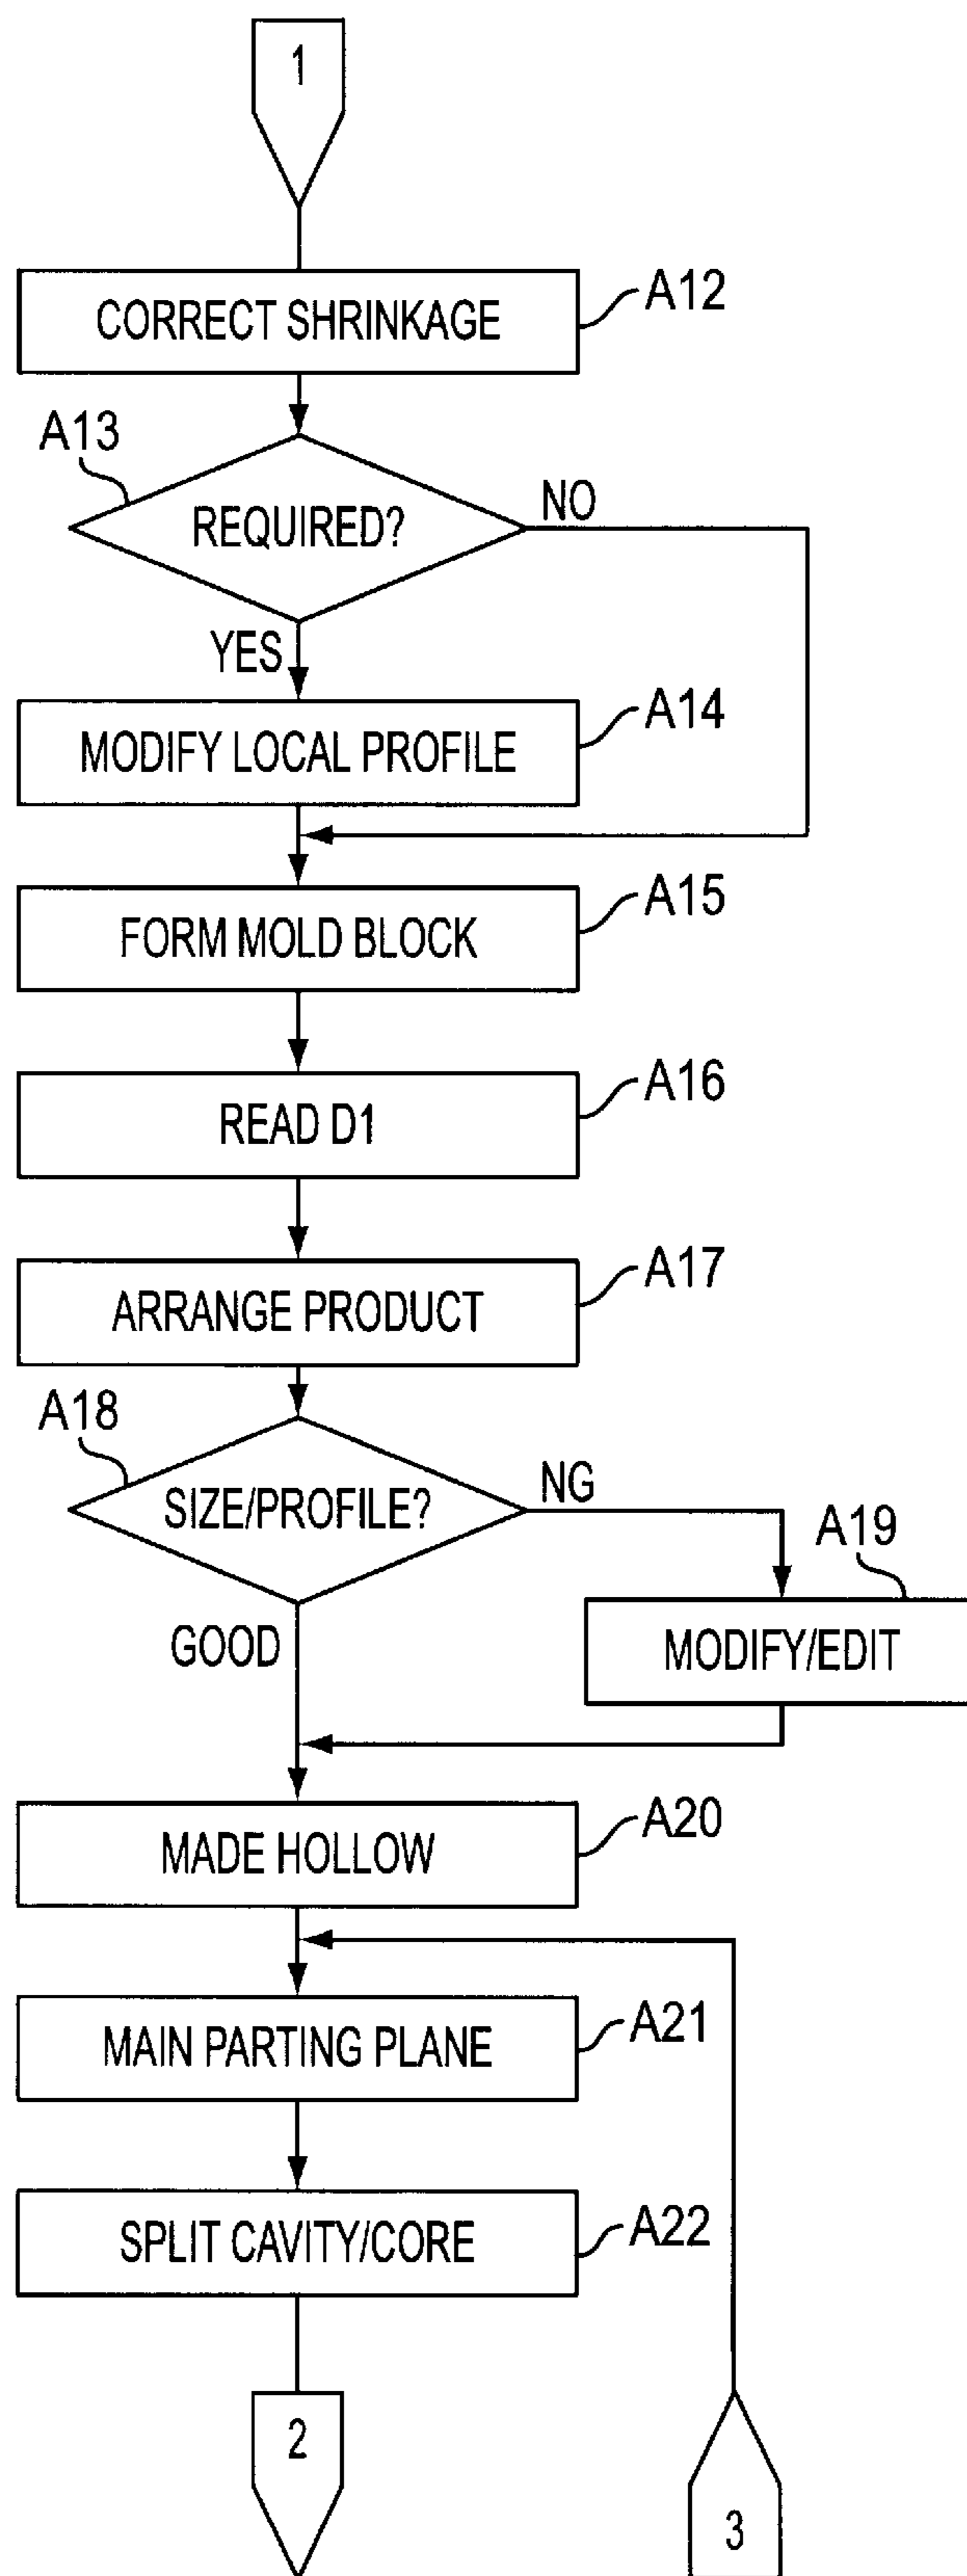 1
CORRECT SHRINKAGE
A12
A13
REQUIRED?
NO
YES
MODIFY LOCAL PROFILE
A14
FORM MOLD BLOCK
A15
READ D1
A16
ARRANGE PRODUCT
A17
A18
SIZE/PROFILE?
NG
GOOD
A19
MODIFY/EDIT
MADE HOLLOW
A20
MAIN PARTING PLANE
A21
SPLIT CAVITY/CORE
A22
2
3